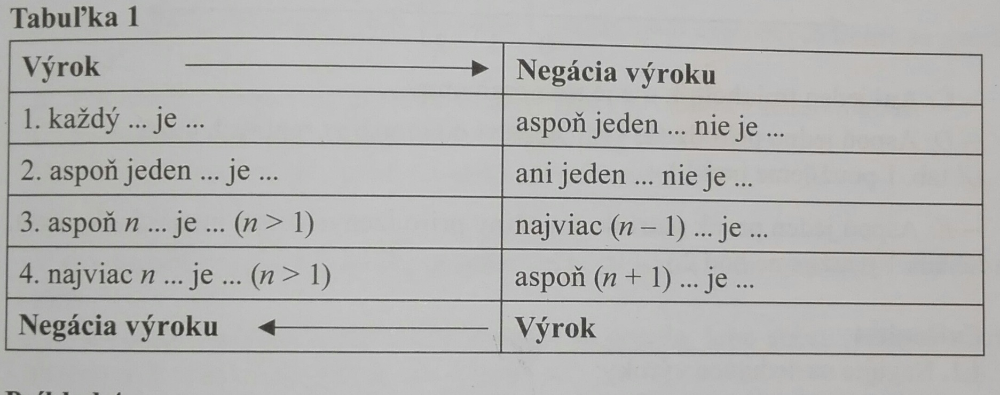 Tabuľka 1
Výrok
Negácia výroku
1. každý ... je ...
aspoň jeden ... nie je ...
2. aspoň jeden ... je ...
ani jeden ... nie je ...
3. aspoň n ... je ... (n > 1)
najviac (n – 1) ... je ...
4. najviac n ... je ... (n > 1)
aspoň (n + 1) ... je ...
Negácia výroku
Výrok